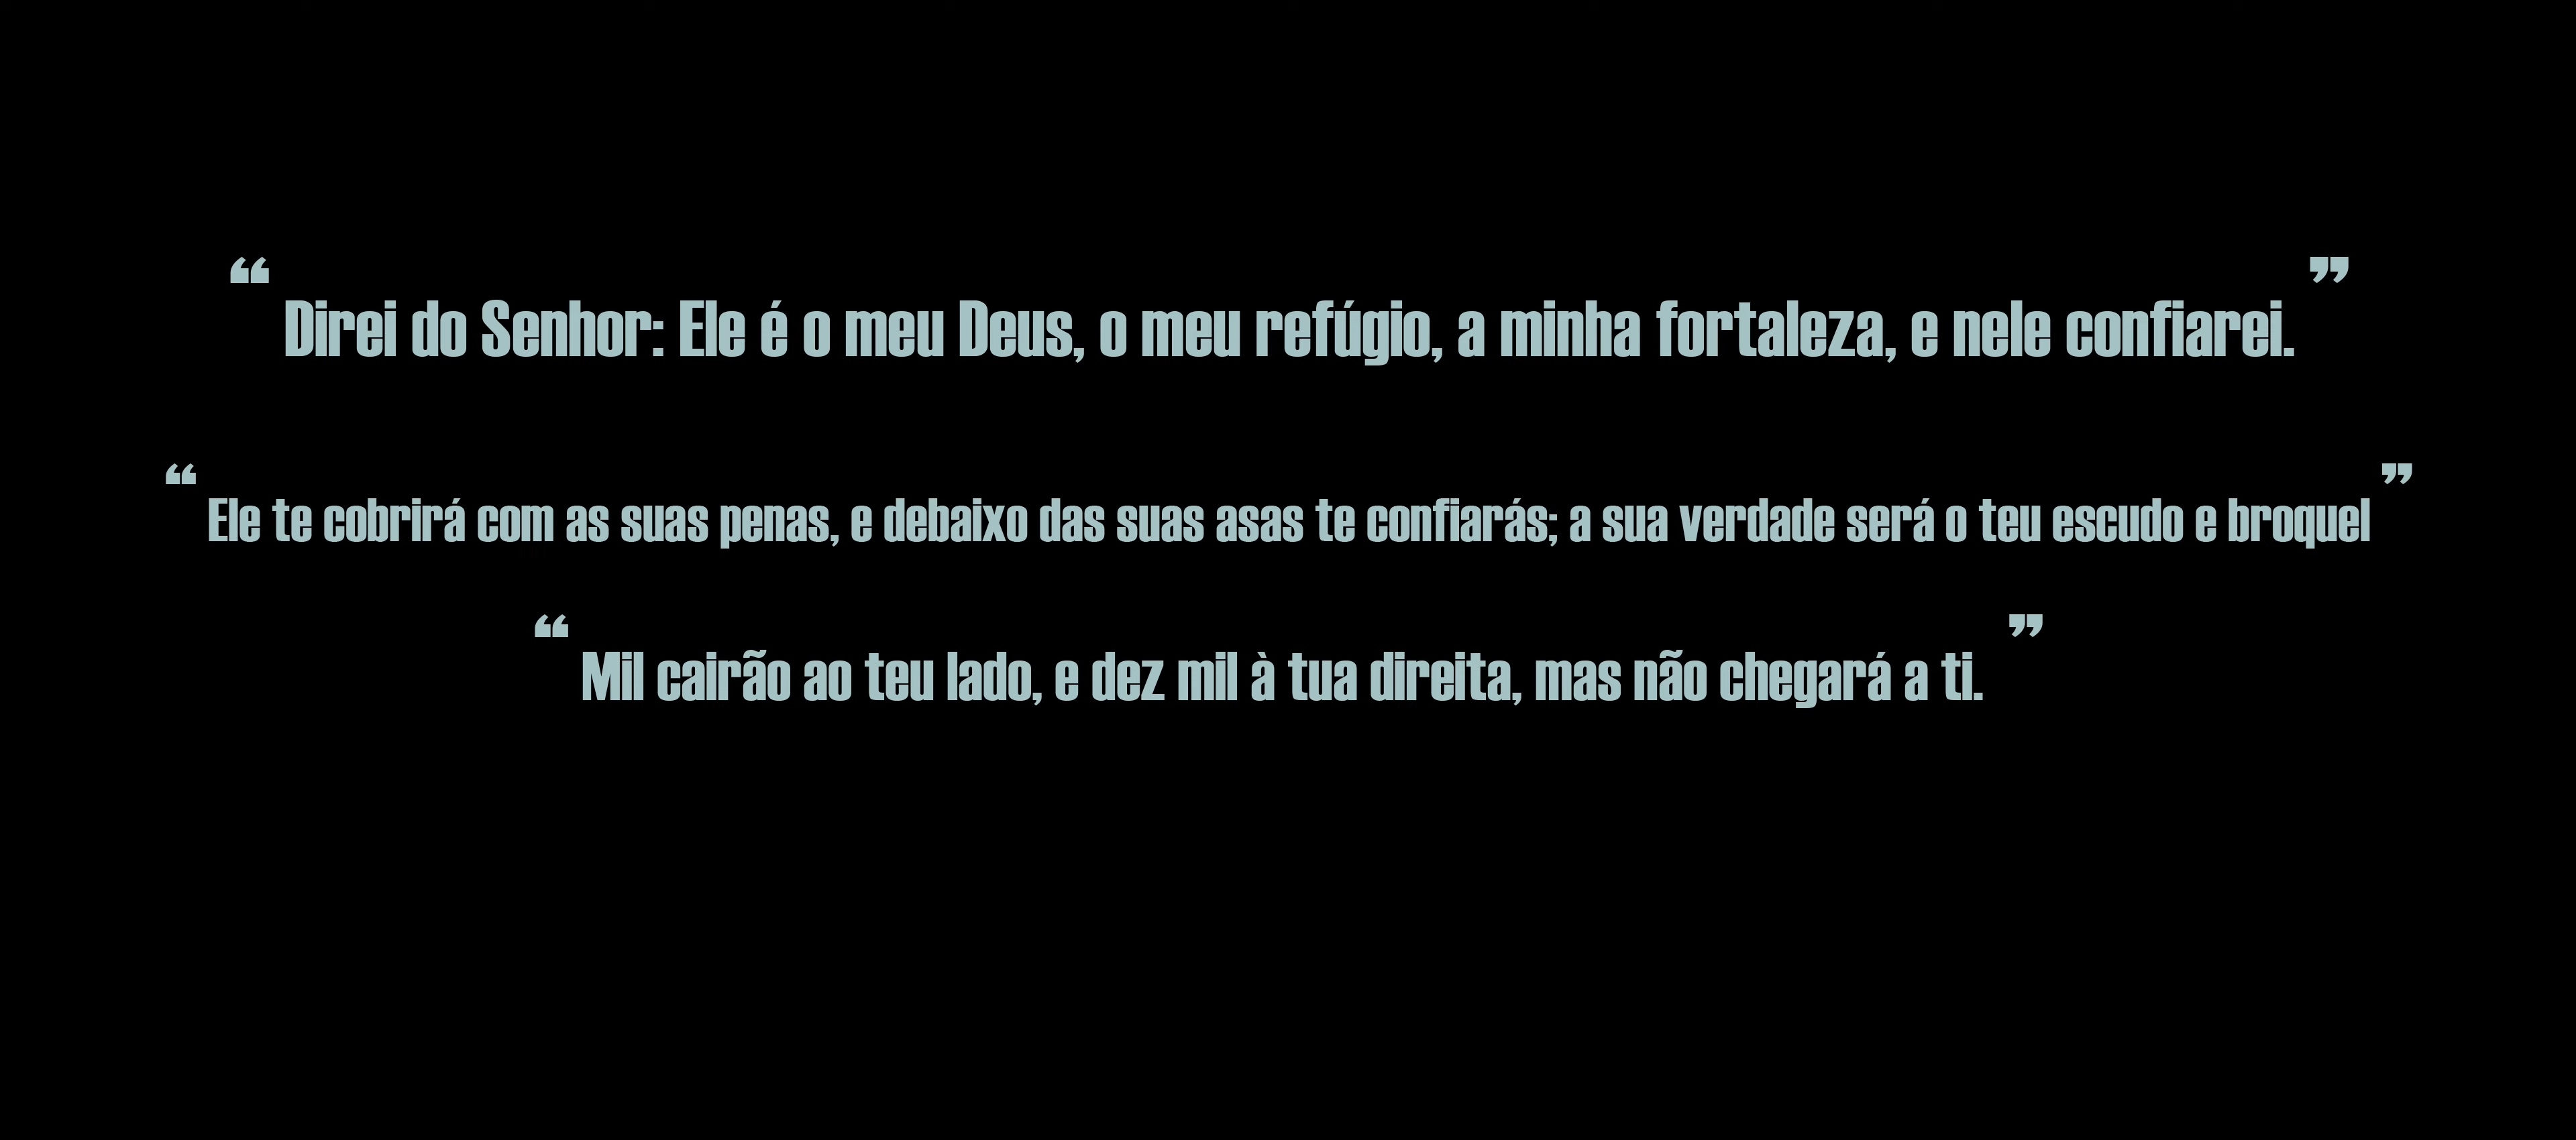 “ Direi do Senhor: Ele é o meu Deus, o meu refúgio, a minha fortaleza, e nele confiarei. ”
“ Ele te cobrirá com as suas penas, e debaixo das suas asas te confiarás; a sua verdade será o teu escudo e broquel ”
“ Mil cairão ao teu lado, e dez mil à tua direita, mas não chegará a ti. ”